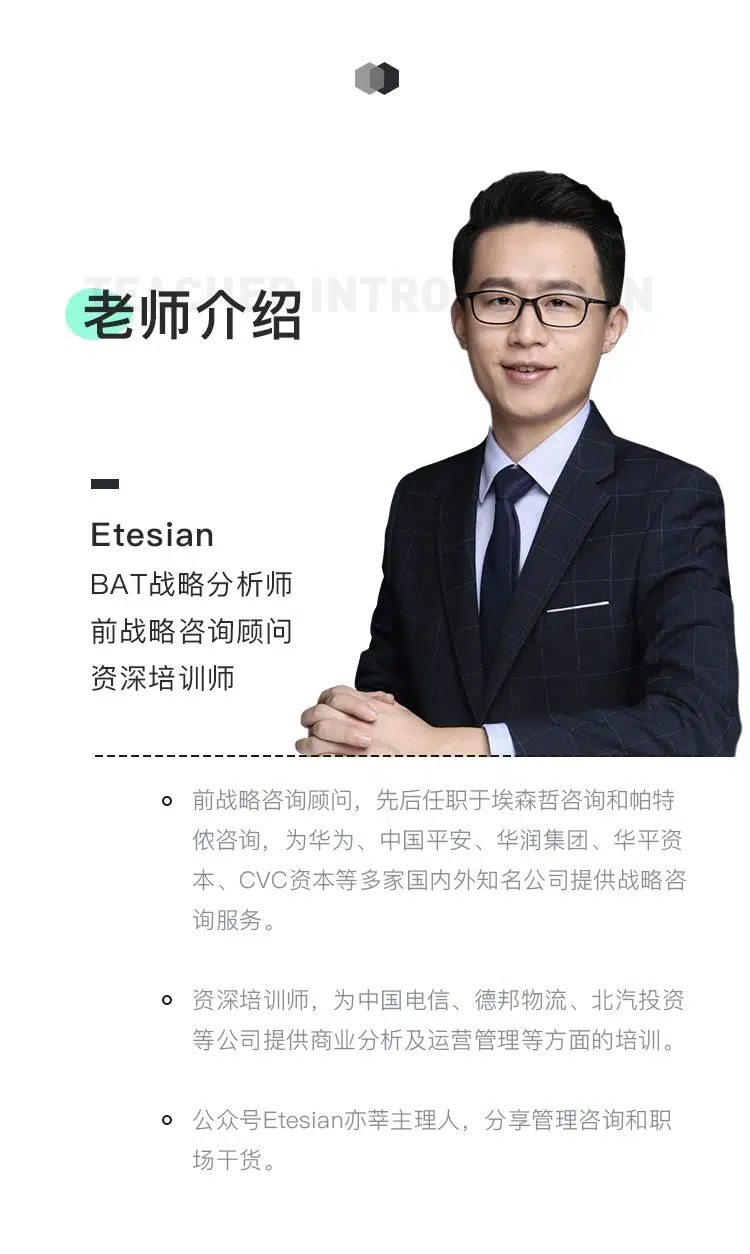 TEACHER INTRO
老师介绍
Etesian
BAT战略分析师
前战略咨询顾问
资深培训师
前战略咨询顾问，先后任职于埃森哲咨询和帕特
侬咨询，为华为、中国平安、华润集团、华平资
本、CVC资本等多家国内外知名公司提供战略咨
询服务。
资深培训师，为中国电信、德邦物流、北汽投资
等公司提供商业分析及运营管理等方面的培训。
公众号Etesian亦莘主理人，分享管理咨询和职
场干货。